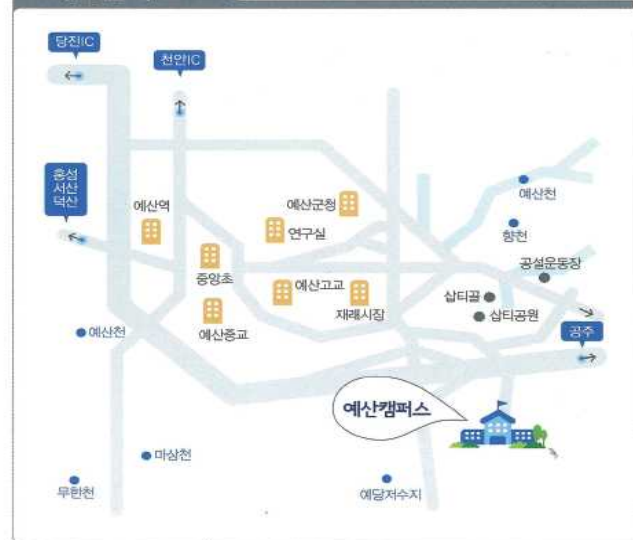 당진IC
천안IC
홍성
서산
덕산
예산역
예산군청
연구실
예산천
향천
공설운동장
중앙초
예산고교
재래시장
삽티골
삽티공원
예산중교
공주
예산천
예산캠퍼스
마상천
무한천
예당저수지